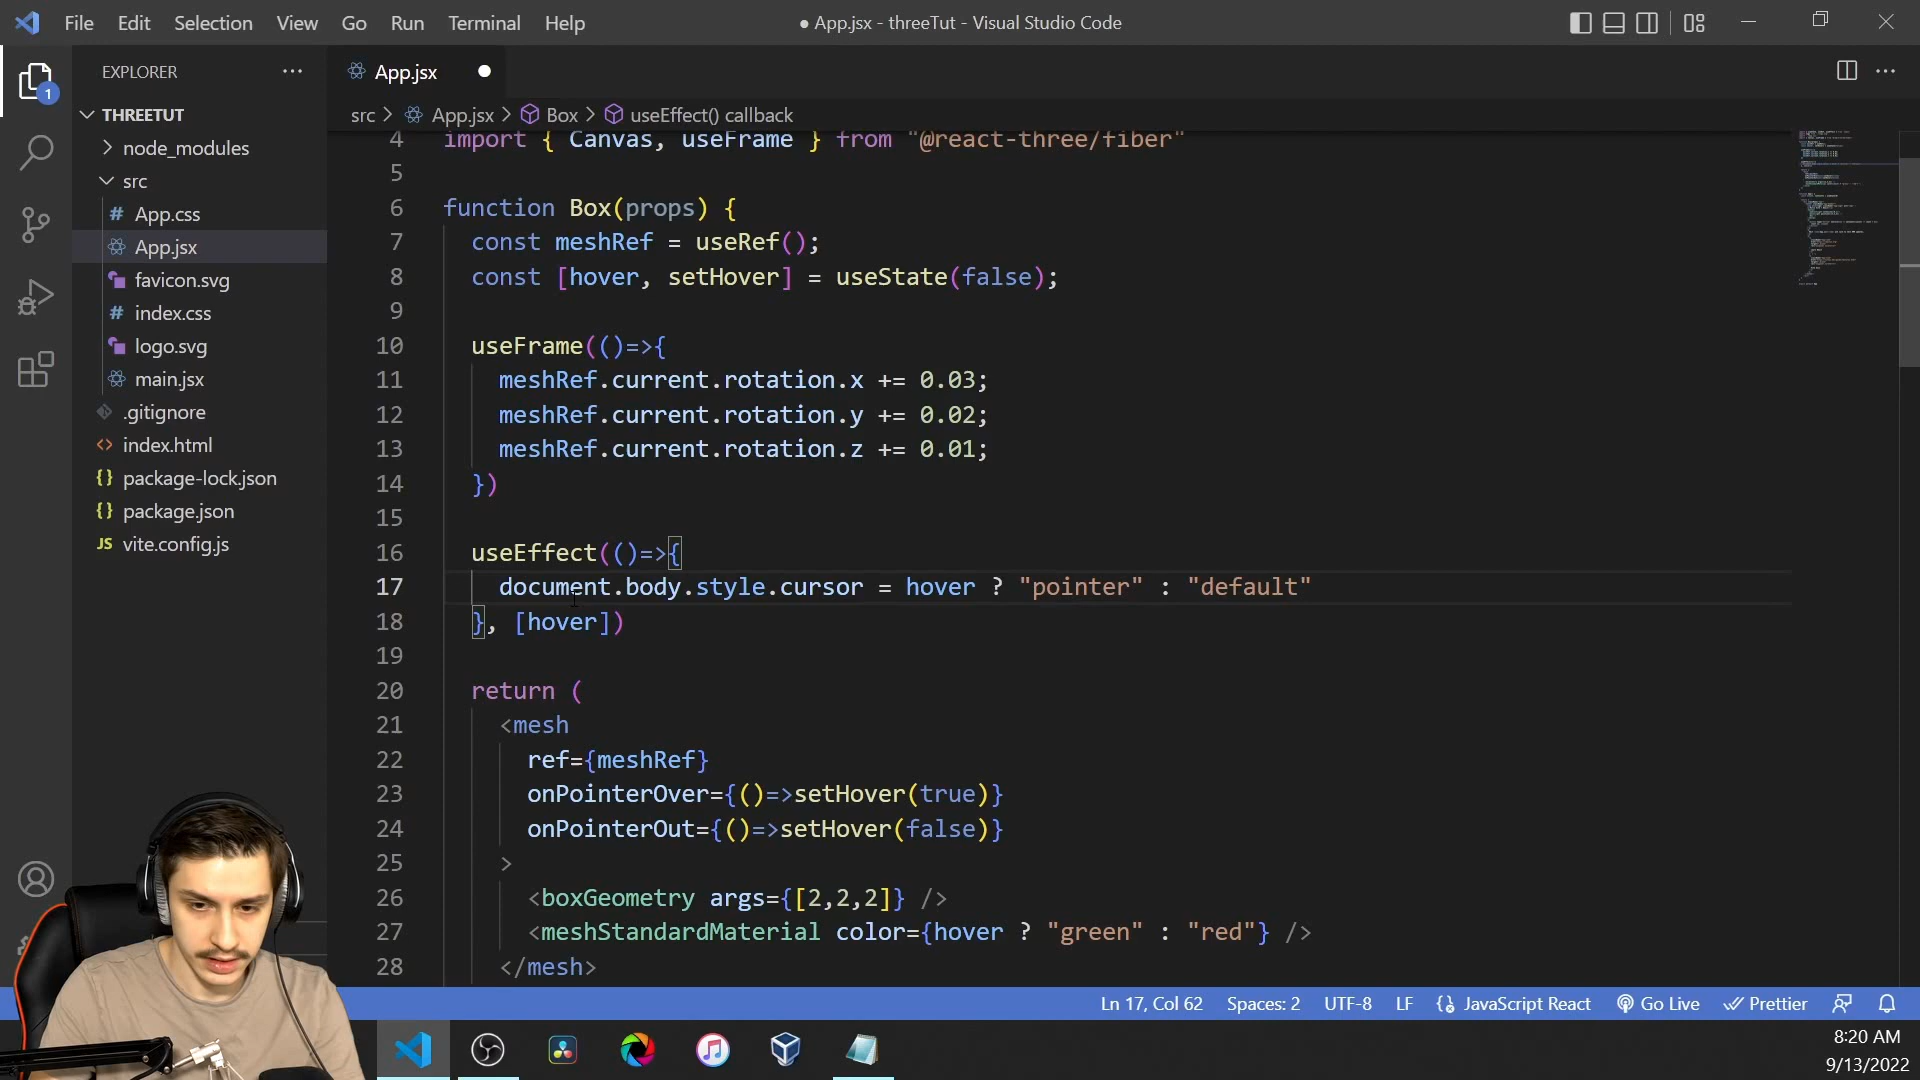 File Edit Selection View Go Run Terminal Help
● App.jsx - threeTut - Visual Studio Code
EXPLORER
1
THREETUT
node_modules
src
# App.css
App.jsx
favicon.svg
# index.css
logo.svg
main.jsx
.gitignore
<> index.html
{} package-lock.json
{} package.json
JS vite.config.js
App.jsx
src > App.jsx > Box > useEffect() callback
4 import { Canvas, useFrame } from "@react-three/fiber"
5
6 function Box(props) {
7 const meshRef = useRef();
8 const [hover, setHover] = useState(false);
9
10 useFrame(()=>{
11 meshRef.current.rotation.x += 0.03;
12 meshRef.current.rotation.y += 0.02;
13 meshRef.current.rotation.z += 0.01;
14 })
15
16 useEffect(()=>{
17 document.body.style.cursor = hover ? "pointer" : "default"
18 }, [hover])
19
20 return (
21 <mesh
22 ref={meshRef}
23 onPointerOver={()=>setHover(true)}
24 onPointerOut={()=>setHover(false)}
25 >
26 <boxGeometry args={[2,2,2]} />
27 <meshStandardMaterial color={hover ? "green" : "red"} />
28 </mesh>
Ln 17, Col 62 Spaces: 2 UTF-8 LF JavaScript React Go Live Prettier
8:20 AM
9/13/2022